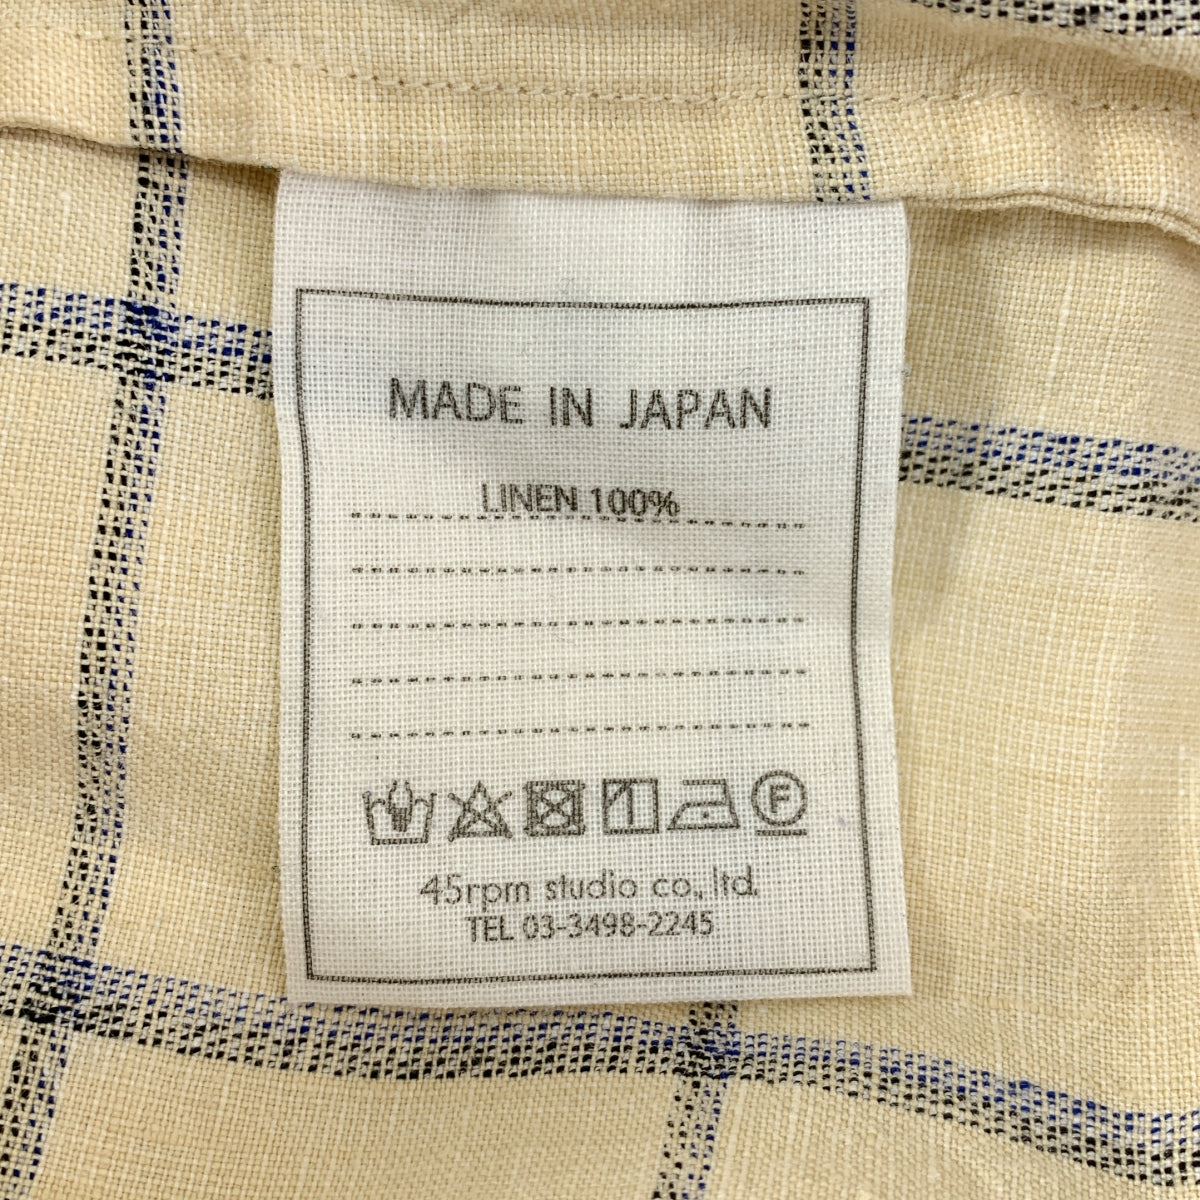 MADE IN JAPAN
LINEN 100%
F
45rpm studio co., ltd.
TEL 03-3498-2245